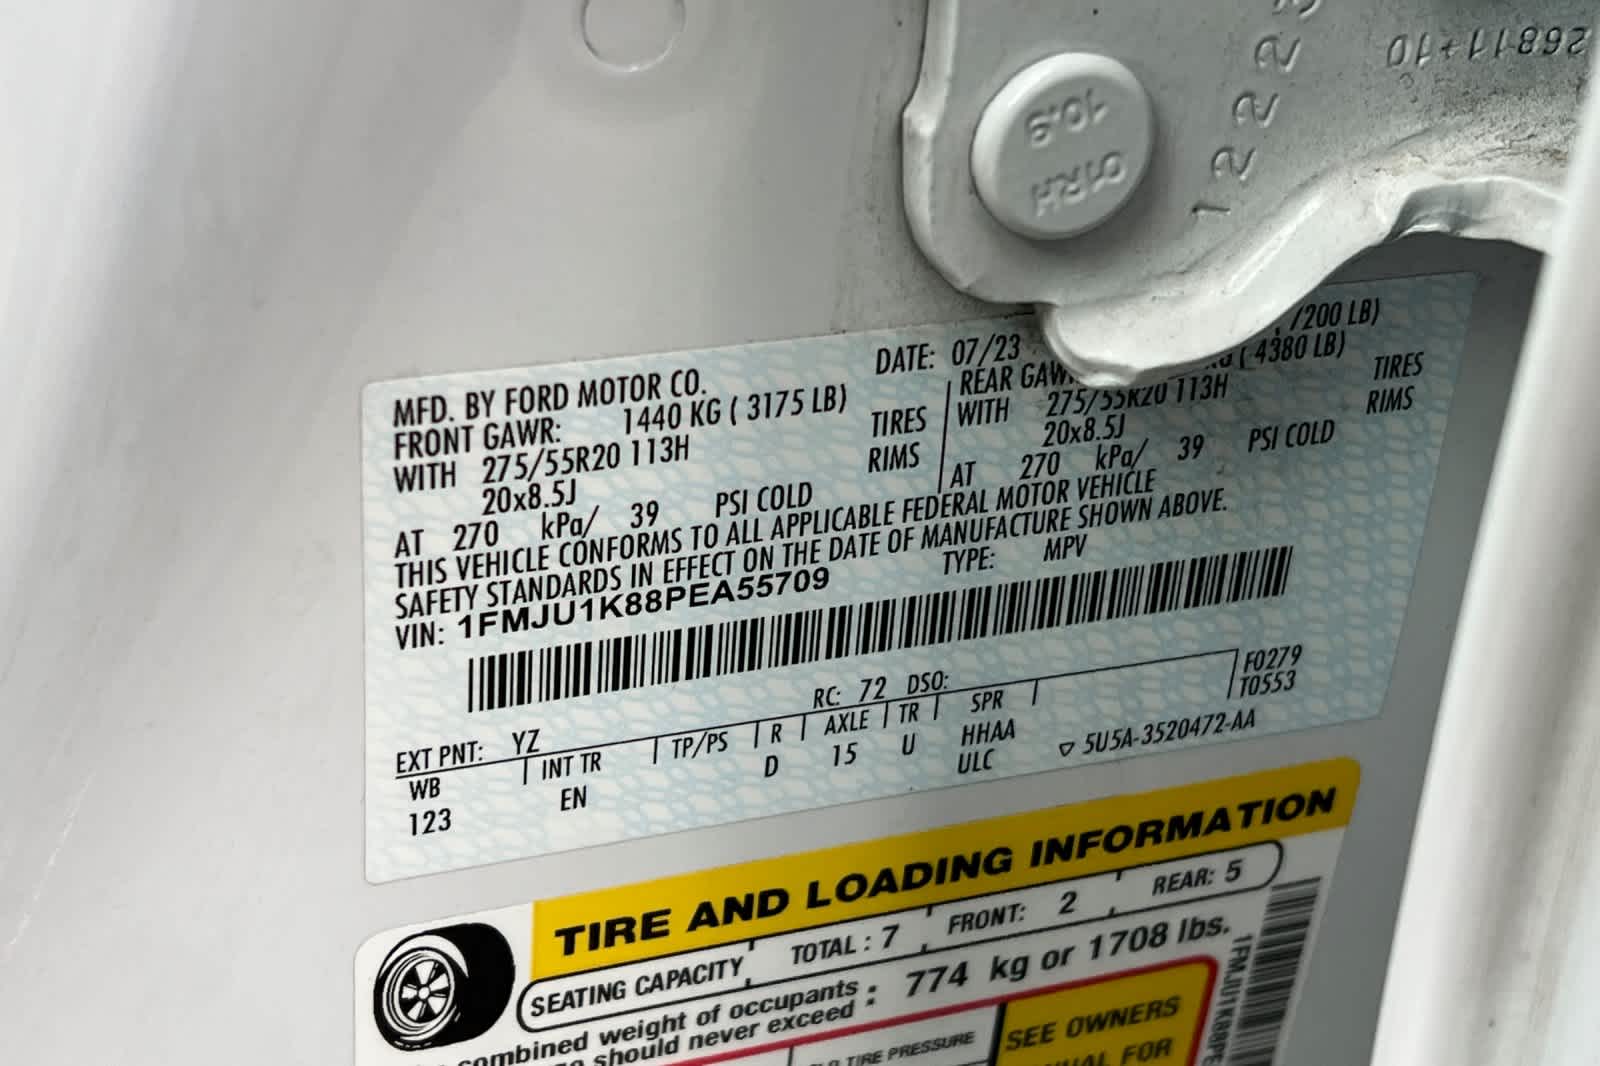 10.9
01RH
12223
26811+10
MFD. BY FORD MOTOR CO.
DATE: 07/23
7200 LB)
FRONT GAWR: 1440 KG ( 3175 LB)
REAR GAWR KG ( 4380 LB)
WITH 275/55R20 113H TIRES
20x8.5J RIMS
AT 270 kPa/ 39 PSI COLD
WITH 275/55R20 113H TIRES
20x8.5J RIMS
AT 270 kPa/ 39 PSI COLD
THIS VEHICLE CONFORMS TO ALL APPLICABLE FEDERAL MOTOR VEHICLE
SAFETY STANDARDS IN EFFECT ON THE DATE OF MANUFACTURE SHOWN ABOVE.
VIN: 1FMJU1K88PEA55709 TYPE: MPV
F0279
T0553
EXT PNT: YZ RC: 72 DSO:
WB INT TR TP/PS R AXLE TR SPR
123 EN D 15 U HHAA
ULC 5U5A-3520472-AA
TIRE AND LOADING INFORMATION
SEATING CAPACITY TOTAL : 7 FRONT: 2 REAR: 5
combined weight of occupants
should never exceed : 774 kg or 1708 lbs.
TIRE PRESSURE
SEE OWNERS
FOR
1FMJU1K88PE